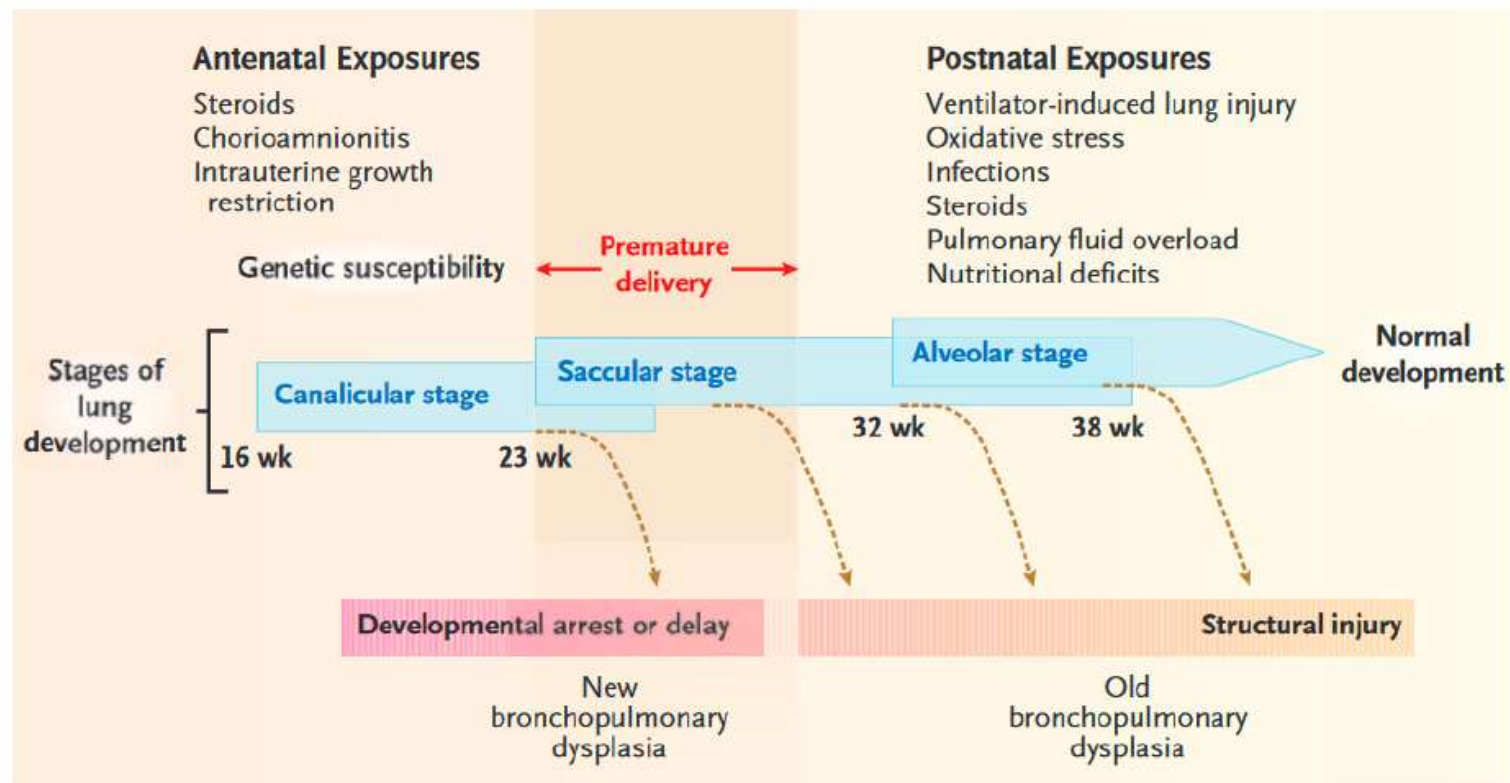 Antenatal Exposures
Steroids
Chorioamnionitis
Intrauterine growth
restriction
Genetic susceptibility
Premature
delivery
Postnatal Exposures
Ventilator-induced lung injury
Oxidative stress
Infections
Steroids
Pulmonary fluid overload
Nutritional deficits
Stages of
lung
development
Canalicular stage
Saccular stage
Alveolar stage
Normal
development
16 wk
23 wk
32 wk
38 wk
Developmental arrest or delay
Structural injury
New
bronchopulmonary
dysplasia
Old
bronchopulmonary
dysplasia